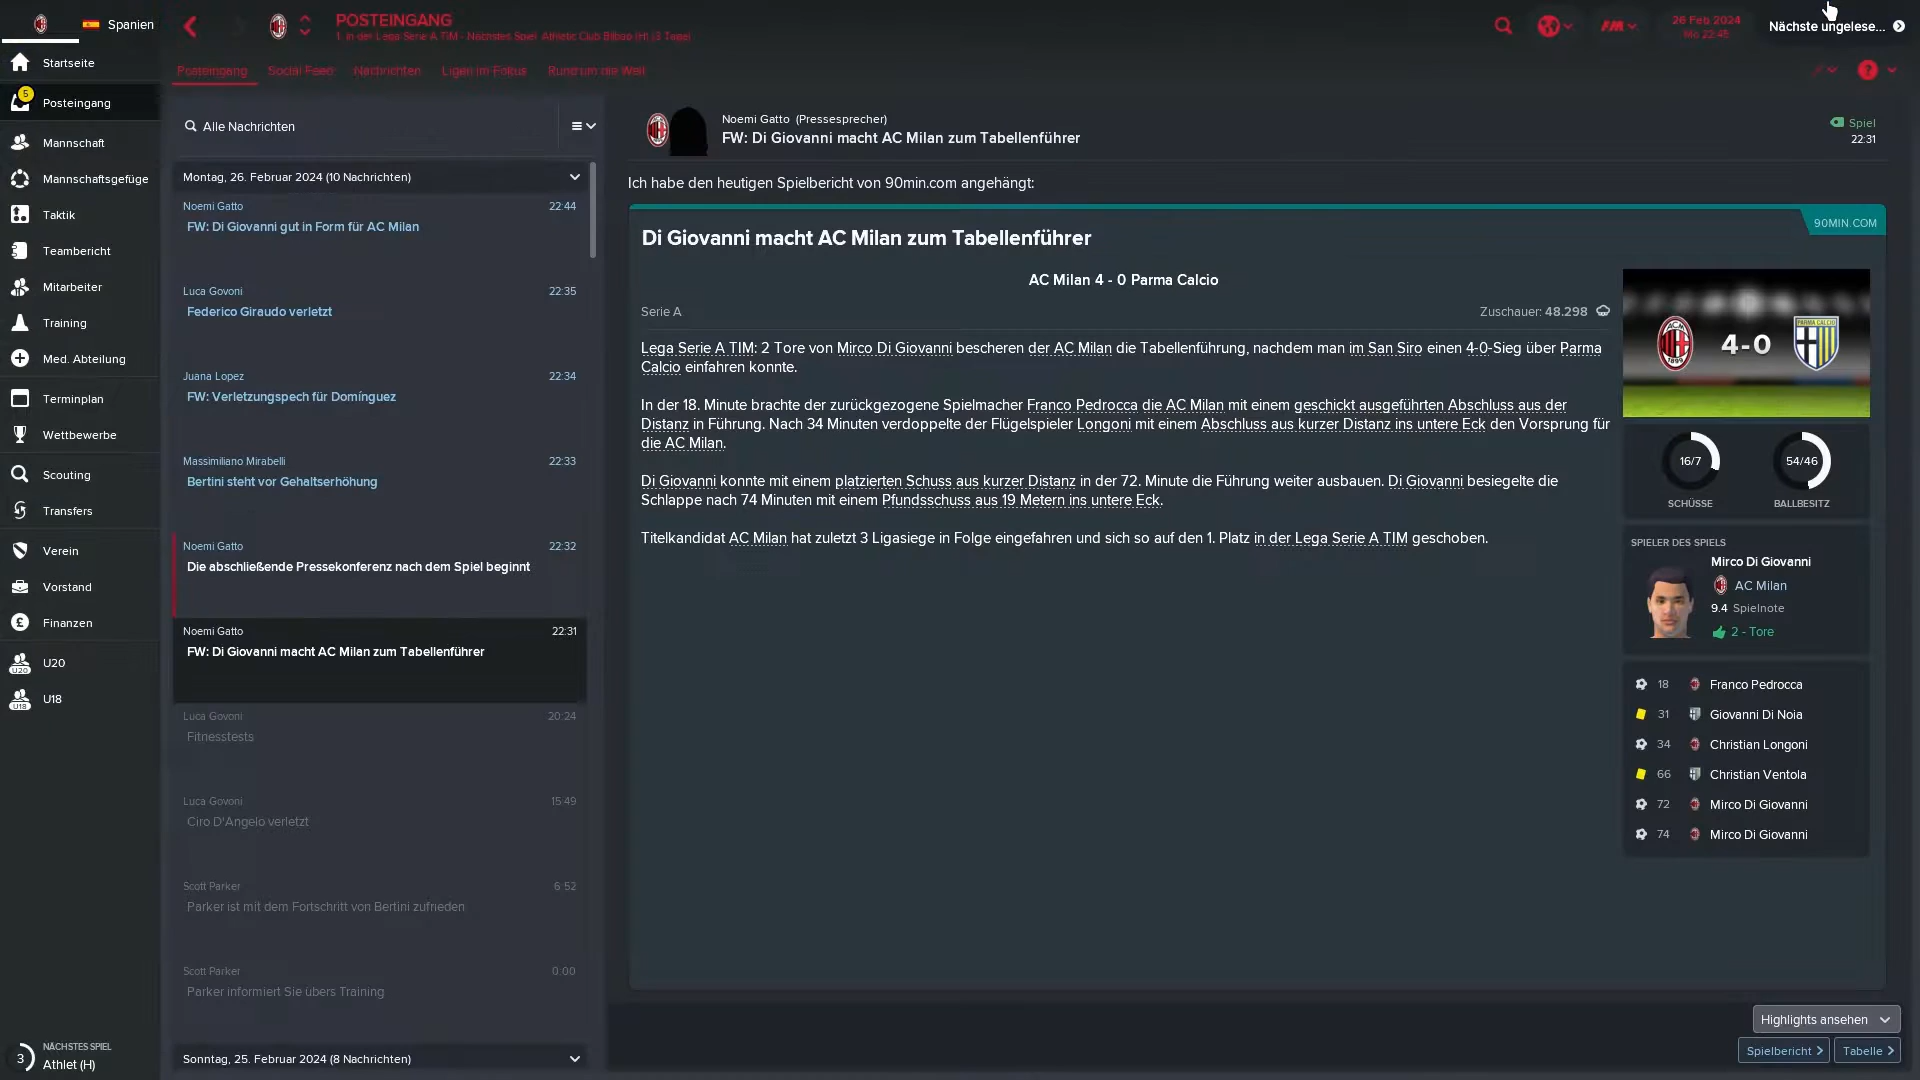 Spanien
POSTEINGANG
1. in der Lega Serie A TIM - Nächstes Spiel: Athletic Club Bilbao (H) (3 Tage)
26 Feb 2024
Mo 22:45
Nächste ungelese...
Startseite
5
Posteingang
Mannschaft
Mannschaftsgefüge
Taktik
Teambericht
Mitarbeiter
Training
Med. Abteilung
Terminplan
Wettbewerbe
Scouting
Transfers
Verein
Vorstand
Finanzen
U20
U20
U18
U18
3
NÄCHSTES SPIEL
Athlet (H)
Posteingang
Social Feed
Nachrichten
Ligen im Fokus
Rund um die Welt
Alle Nachrichten
Montag, 26. Februar 2024 (10 Nachrichten)
Noemi Gatto 22:44
FW: Di Giovanni gut in Form für AC Milan
Luca Govoni 22:35
Federico Giraudo verletzt
Juana Lopez 22:34
FW: Verletzungspech für Domínguez
Massimiliano Mirabelli 22:33
Bertini steht vor Gehaltserhöhung
Noemi Gatto 22:32
Die abschließende Pressekonferenz nach dem Spiel beginnt
Noemi Gatto 22:31
FW: Di Giovanni macht AC Milan zum Tabellenführer
Luca Govoni 20:24
Fitnesstests
Luca Govoni 15:49
Ciro D'Angelo verletzt
Scott Parker 6:52
Parker ist mit dem Fortschritt von Bertini zufrieden
Scott Parker 0:00
Parker informiert Sie übers Training
Sonntag, 25. Februar 2024 (8 Nachrichten)
Noemi Gatto (Pressesprecher)
FW: Di Giovanni macht AC Milan zum Tabellenführer
Spiel
22:31
Ich habe den heutigen Spielbericht von 90min.com angehängt:
90MIN.COM
Di Giovanni macht AC Milan zum Tabellenführer
AC Milan 4 - 0 Parma Calcio
Serie A
Zuschauer: 48.298
Lega Serie A TIM: 2 Tore von Mirco Di Giovanni bescheren der AC Milan die Tabellenführung, nachdem man im San Siro einen 4-0-Sieg über Parma
Calcio einfahren konnte.
In der 18. Minute brachte der zurückgezogene Spielmacher Franco Pedrocca die AC Milan mit einem geschickt ausgeführten Abschluss aus der
Distanz in Führung. Nach 34 Minuten verdoppelte der Flügelspieler Longoni mit einem Abschluss aus kurzer Distanz ins untere Eck den Vorsprung für
die AC Milan.
Di Giovanni konnte mit einem platzierten Schuss aus kurzer Distanz in der 72. Minute die Führung weiter ausbauen. Di Giovanni besiegelte die
Schlappe nach 74 Minuten mit einem Pfundsschuss aus 19 Metern ins untere Eck.
Titelkandidat AC Milan hat zuletzt 3 Ligasiege in Folge eingefahren und sich so auf den 1. Platz in der Lega Serie A TIM geschoben.
4-0
16/7
54/46
SCHÜSSE
BALLBESITZ
SPIELER DES SPIELS
Mirco Di Giovanni
AC Milan
9.4 Spielnote
2 - Tore
18 Franco Pedrocca
31 Giovanni Di Noia
34 Christian Longoni
66 Christian Ventola
72 Mirco Di Giovanni
74 Mirco Di Giovanni
Highlights ansehen
Spielbericht
Tabelle